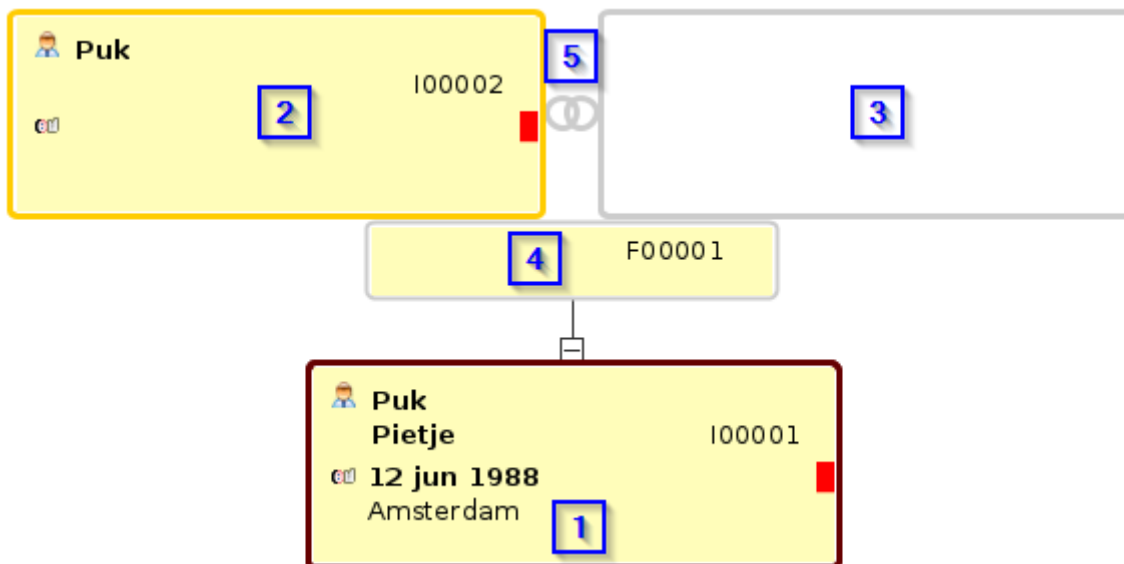 Puk
5
I00002
2
3
4
F00001
Puk
Pietje
I00001
12 jun 1988
Amsterdam
1